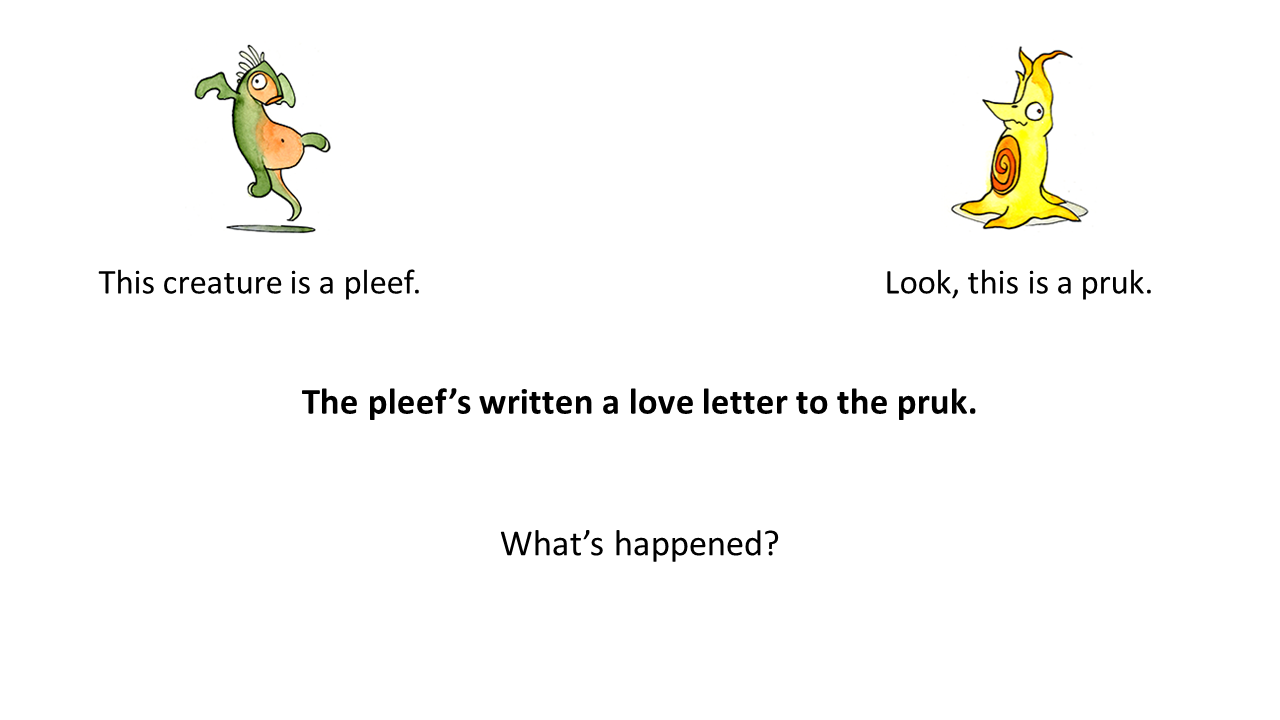 This creature is a pleef.
Look, this is a pruk.
The pleef’s written a love letter to the pruk.
What’s happened?